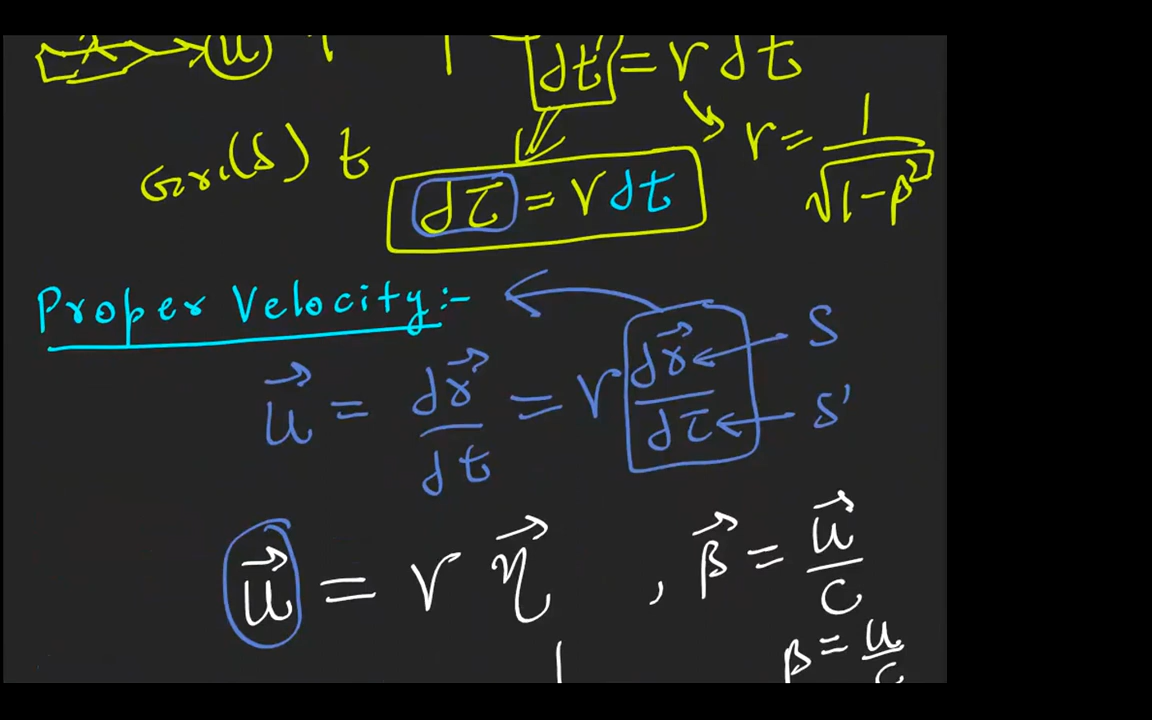 u dt' = γ dt
Gr.(S) t γ = 1/√1-β²
dτ = γ dt
Proper Velocity:-
u⃗ = dr⃗/dt = γ dr⃗/dτ S S'
u⃗ = γ η⃗ , β⃗ = u⃗/c
β = u/c